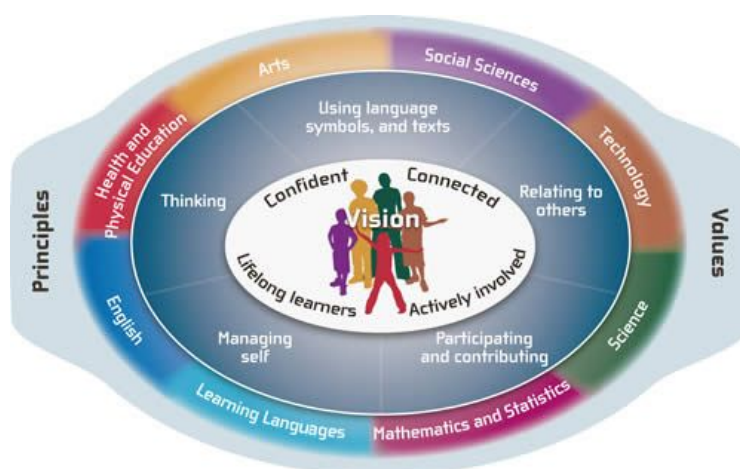 Principles
Values
Arts
Social Sciences
Technology
Science
Mathematics and Statistics
Learning Languages
English
Health and
Physical Education
Using language
symbols, and texts
Relating to
others
Participating
and contributing
Managing
self
Thinking
Confident
Connected
Vision
Lifelong learners
Actively involved